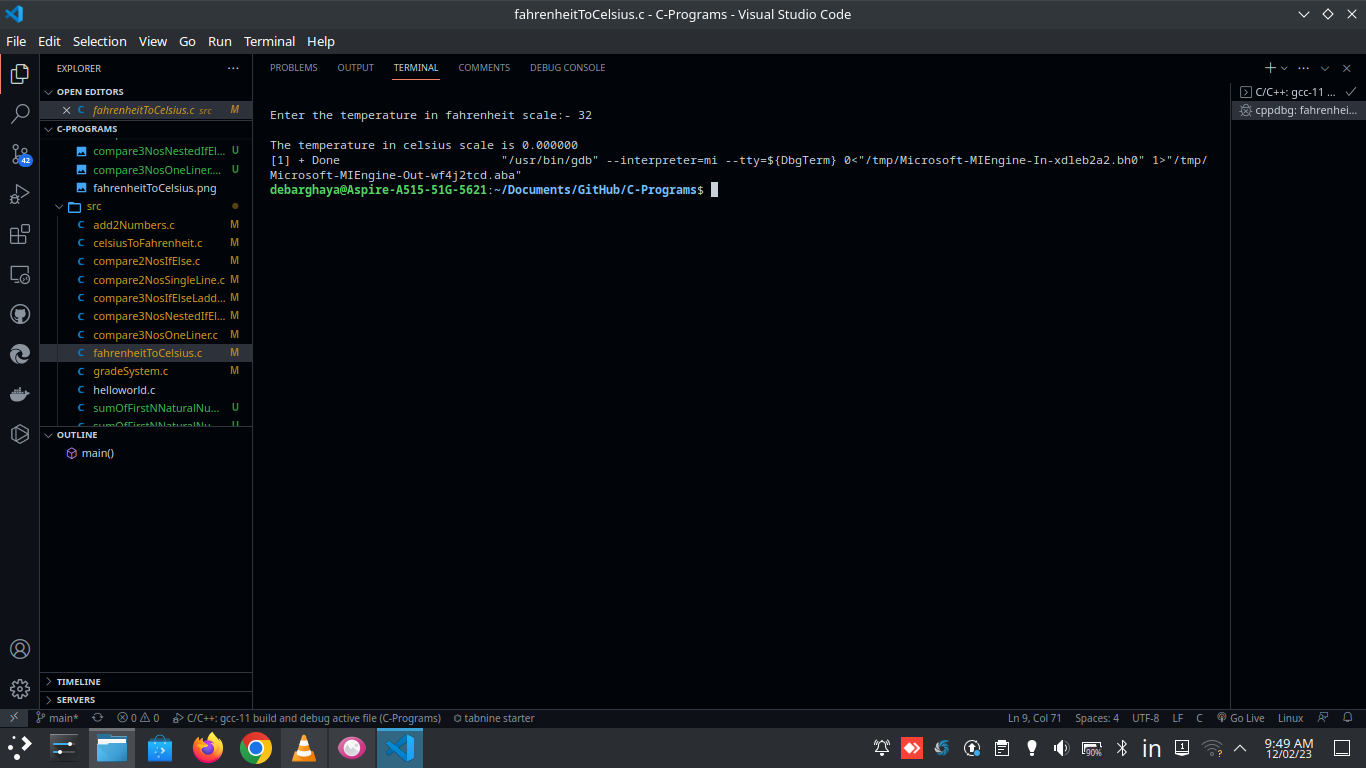 fahrenheitToCelsius.c - C-Programs - Visual Studio Code
File Edit Selection View Go Run Terminal Help
EXPLORER
OPEN EDITORS
fahrenheitToCelsius.c src M
C-PROGRAMS
compare3NosNestedIfEl... U
compare3NosOneLiner.... U
fahrenheitToCelsius.png
src
C add2Numbers.c M
C celsiusToFahrenheit.c M
C compare2NosIfElse.c M
C compare2NosSingleLine.c M
C compare3NosIfElseLadd... M
C compare3NosNestedIfEl... M
C compare3NosOneLiner.c M
C fahrenheitToCelsius.c M
C gradeSystem.c M
C helloworld.c
C sumOfFirstNNaturalNu... U
C sumOfFirstNNaturalNu... U
OUTLINE
main()
TIMELINE
SERVERS
42
PROBLEMS OUTPUT TERMINAL COMMENTS DEBUG CONSOLE
Enter the temperature in fahrenheit scale:- 32
The temperature in celsius scale is 0.000000
[1] + Done "/usr/bin/gdb" --interpreter=mi --tty=${DbgTerm} 0<"/tmp/Microsoft-MIEngine-In-xdleb2a2.bh0" 1>"/tmp/
Microsoft-MIEngine-Out-wf4j2tcd.aba"
debarghaya@Aspire-A515-51G-5621:~/Documents/GitHub/C-Programs$
C/C++: gcc-11 ...
cppdbg: fahrenhei...
main* 0 0 C/C++: gcc-11 build and debug active file (C-Programs) tabnine starter Ln 9, Col 71 Spaces: 4 UTF-8 LF C Go Live Linux
90% in 1 9:49 AM
12/02/23